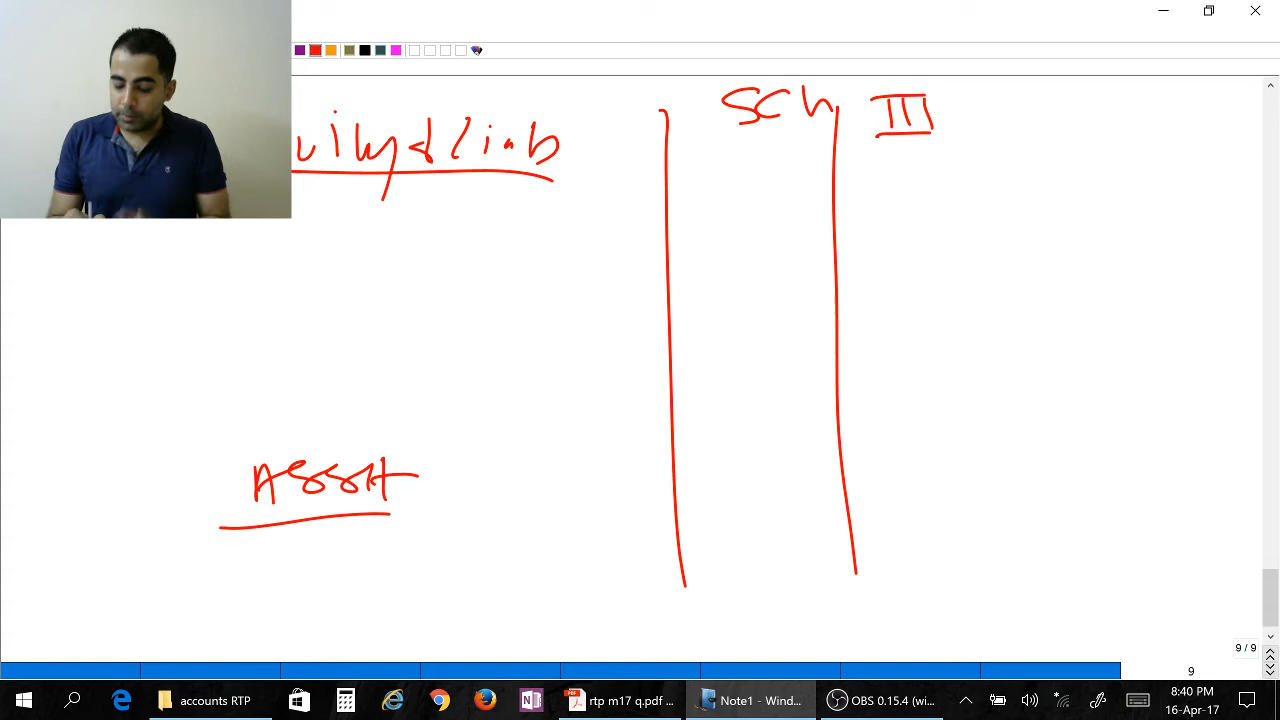 Sch III
uity & Liab
Asset
9 / 9
9
accounts RTP
rtp m17 q.pdf ...
Note1 - Wind...
OBS 0.15.4 (wi...
8:40 PM
16-Apr-17